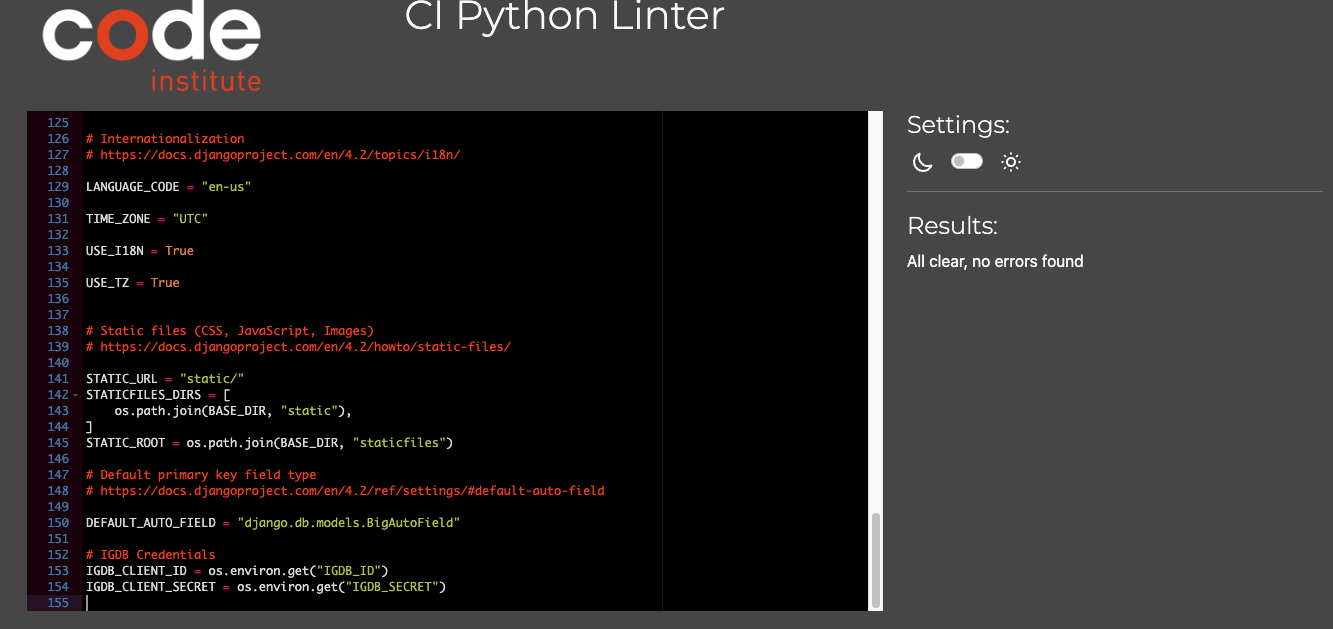 code
institute
CI Python Linter
125
126 # Internationalization
127 # https://docs.djangoproject.com/en/4.2/topics/i18n/
128
129 LANGUAGE_CODE = "en-us"
130
131 TIME_ZONE = "UTC"
132
133 USE_I18N = True
134
135 USE_TZ = True
136
137
138 # Static files (CSS, JavaScript, Images)
139 # https://docs.djangoproject.com/en/4.2/howto/static-files/
140
141 STATIC_URL = "static/"
142 STATICFILES_DIRS = [
143     os.path.join(BASE_DIR, "static"),
144 ]
145 STATIC_ROOT = os.path.join(BASE_DIR, "staticfiles")
146
147 # Default primary key field type
148 # https://docs.djangoproject.com/en/4.2/ref/settings/#default-auto-field
149
150 DEFAULT_AUTO_FIELD = "django.db.models.BigAutoField"
151
152 # IGDB Credentials
153 IGDB_CLIENT_ID = os.environ.get("IGDB_ID")
154 IGDB_CLIENT_SECRET = os.environ.get("IGDB_SECRET")
155
Settings:
Results:
All clear, no errors found